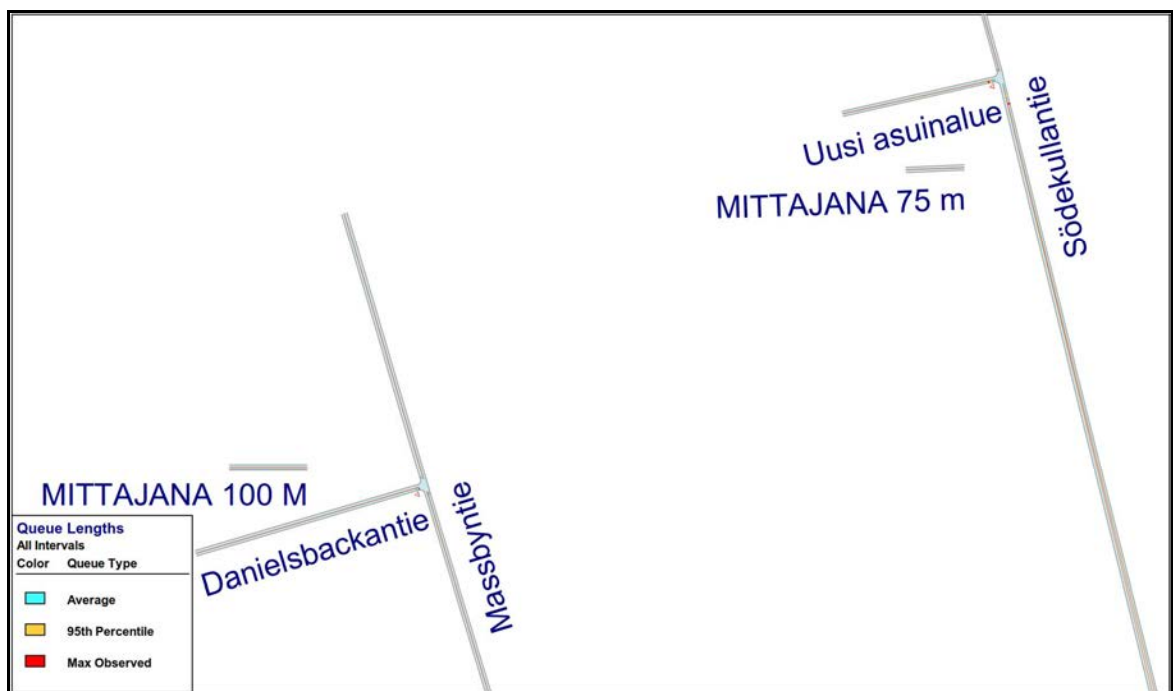 Uusi asuinalue
Södekullantie
MITTAJANA 75 m
MITTAJANA 100 M
Danielsbackantie
Massbyntie
Queue Lengths
All Intervals
Color Queue Type
Average
95th Percentile
Max Observed